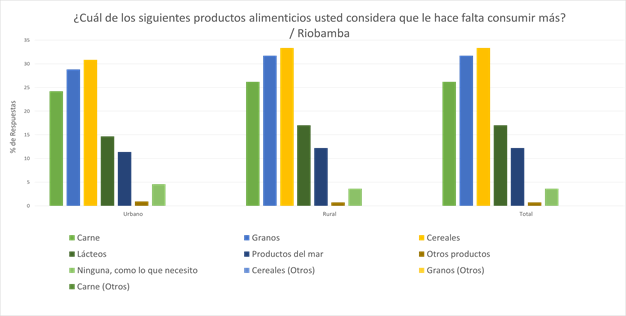 ¿Cuál de los siguientes productos alimenticios usted considera que le hace falta consumir más?
/ Riobamba
% de Respuestas
35
30
25
20
15
10
5
0
Urbano Rural Total
Carne Granos Cereales
Lácteos Productos del mar Otros productos
Ninguna, como lo que necesito Cereales (Otros) Granos (Otros)
Carne (Otros)